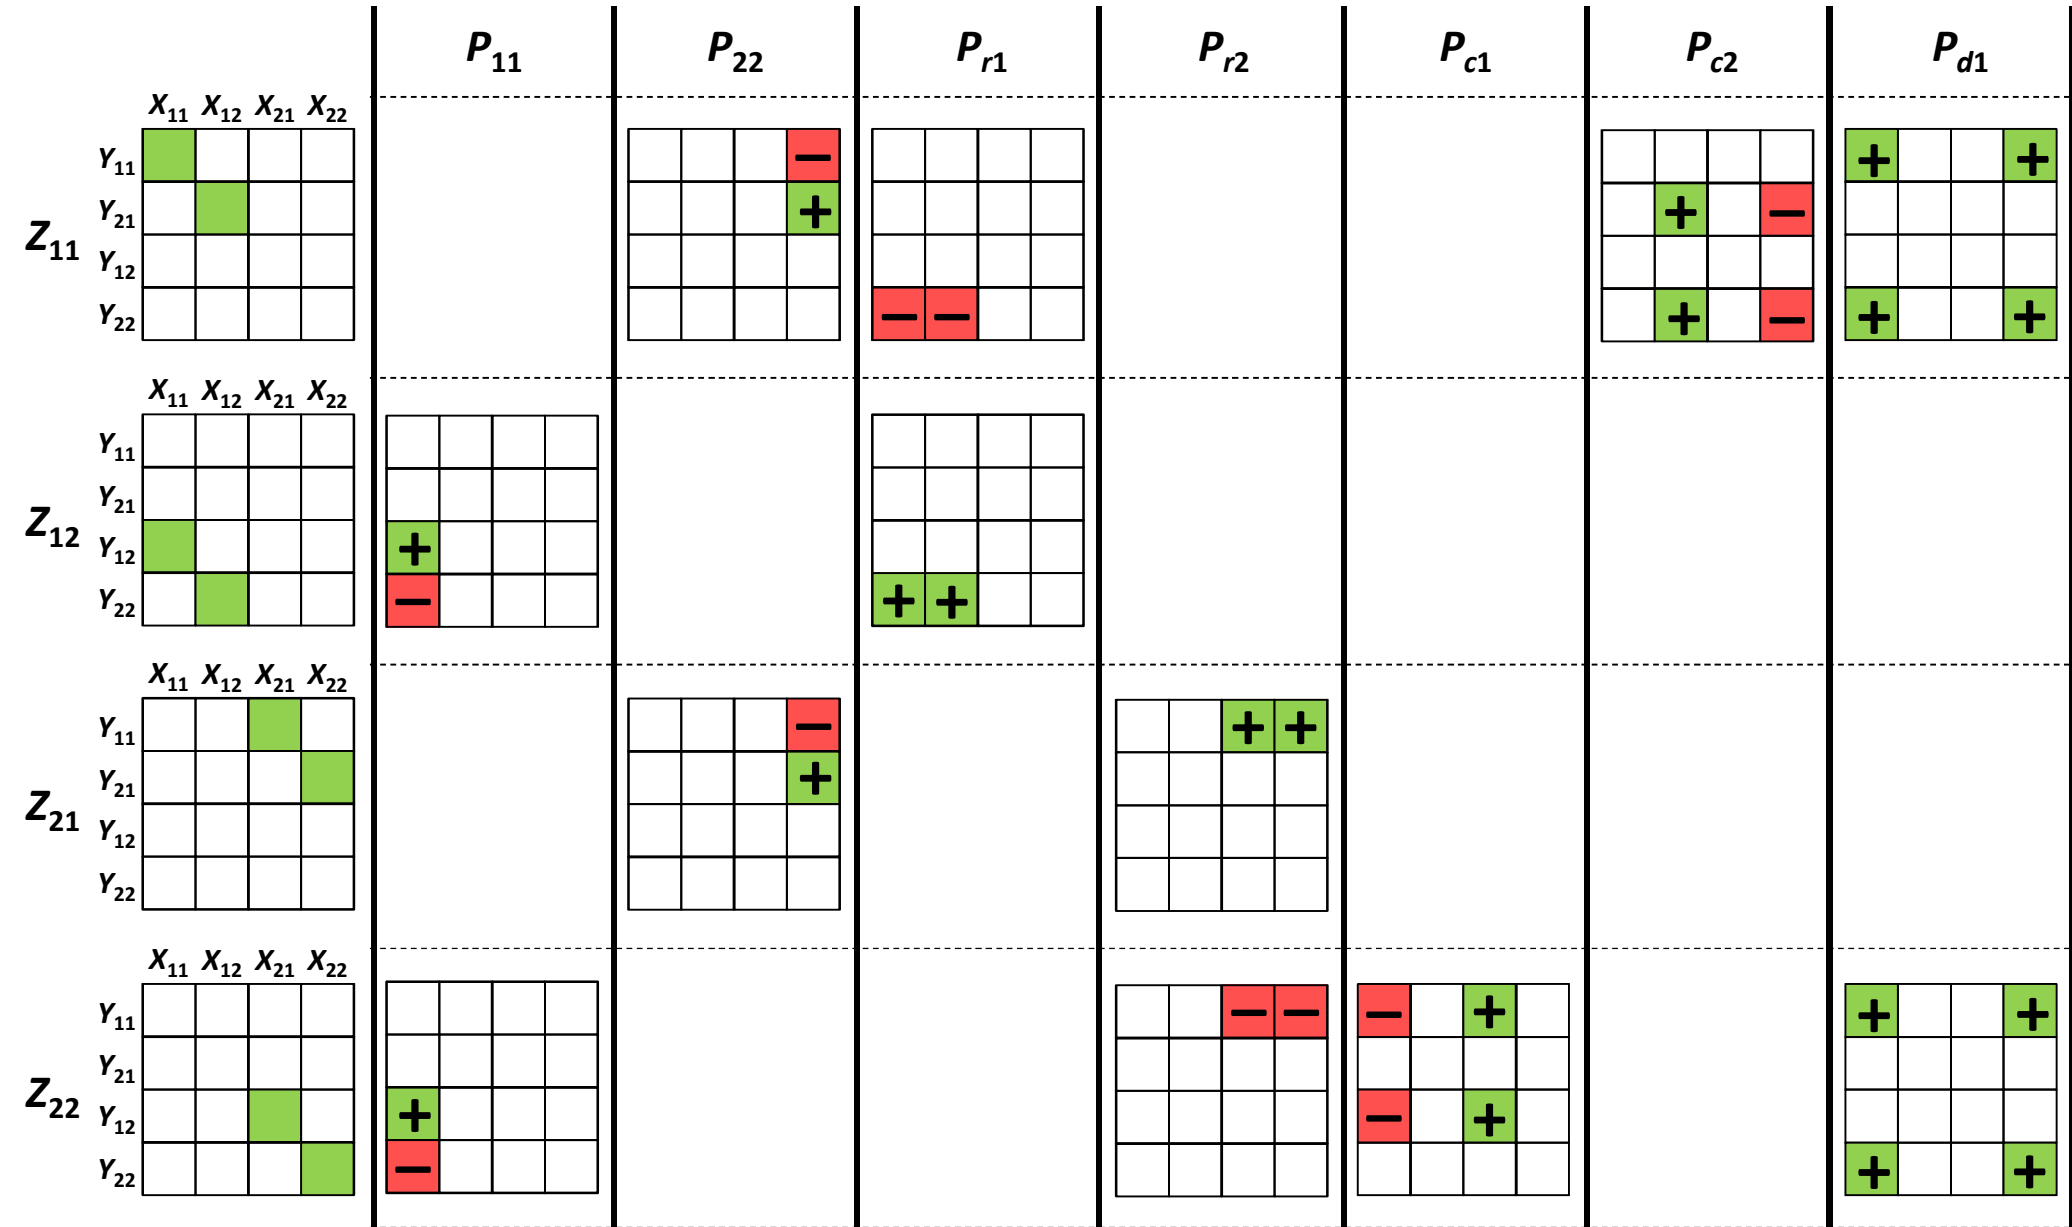 P11 P22 Pr1 Pr2 Pc1 Pc2 Pd1
X11 X12 X21 X22
Y11 − + +
Y21 + + −
Z11
Y12
Y22 − − + − + +
X11 X12 X21 X22
Y11
Y21
Z12
Y12 +
Y22 − + +
X11 X12 X21 X22
Y11 − + +
Y21 +
Z21
Y12
Y22
X11 X12 X21 X22
Y11 − − − + + +
Y21
Z22
Y12 + − +
Y22 − + +